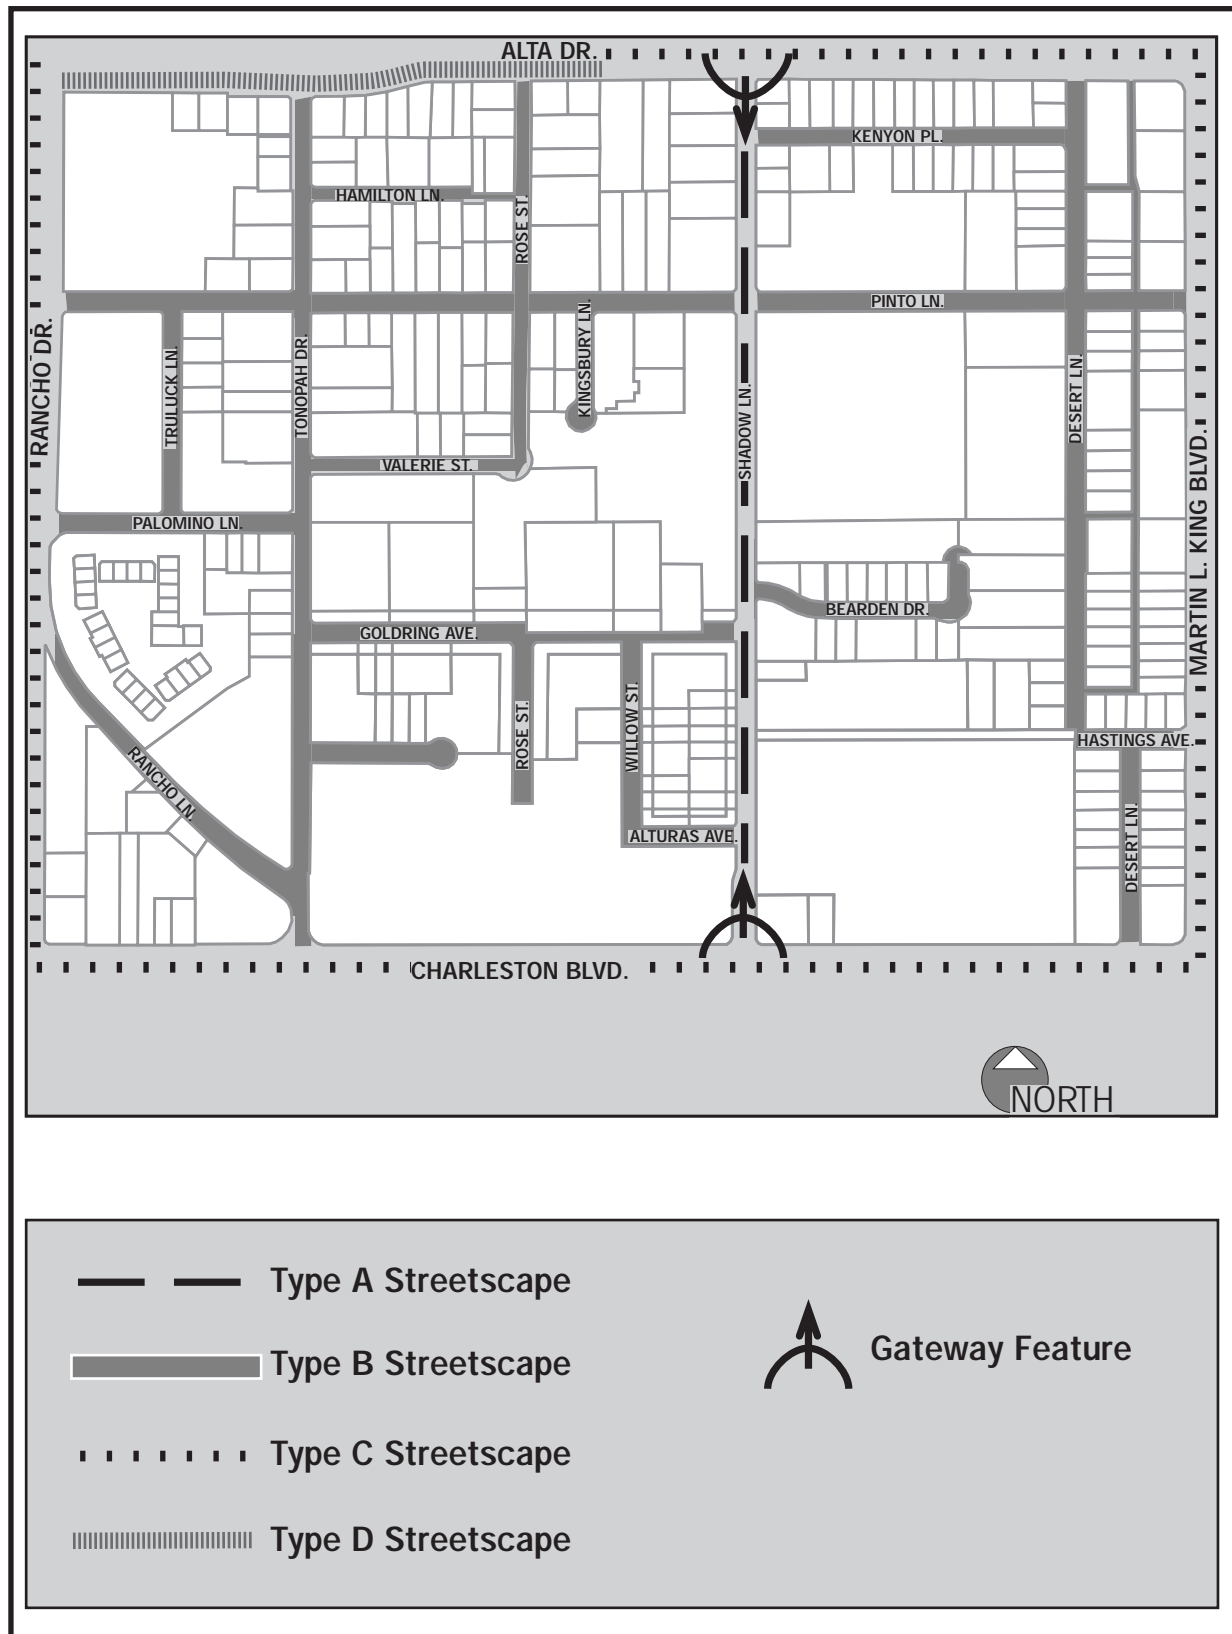 ALTA DR.
KENYON PL.
HAMILTON LN.
ROSE ST.
PINTO LN.
KINGSBURY LN.
RANCHO DR.
TRULUCK LN.
TONOPAH DR.
SHADOW LN.
DESERT LN.
MARTIN L. KING BLVD.
VALERIE ST.
PALOMINO LN.
BEARDEN DR.
GOLDRING AVE.
ROSE ST.
WILLOW ST.
HASTINGS AVE.
RANCHO LN.
ALTURAS AVE.
DESERT LN.
CHARLESTON BLVD.
NORTH
Type A Streetscape
Type B Streetscape
Gateway Feature
Type C Streetscape
Type D Streetscape